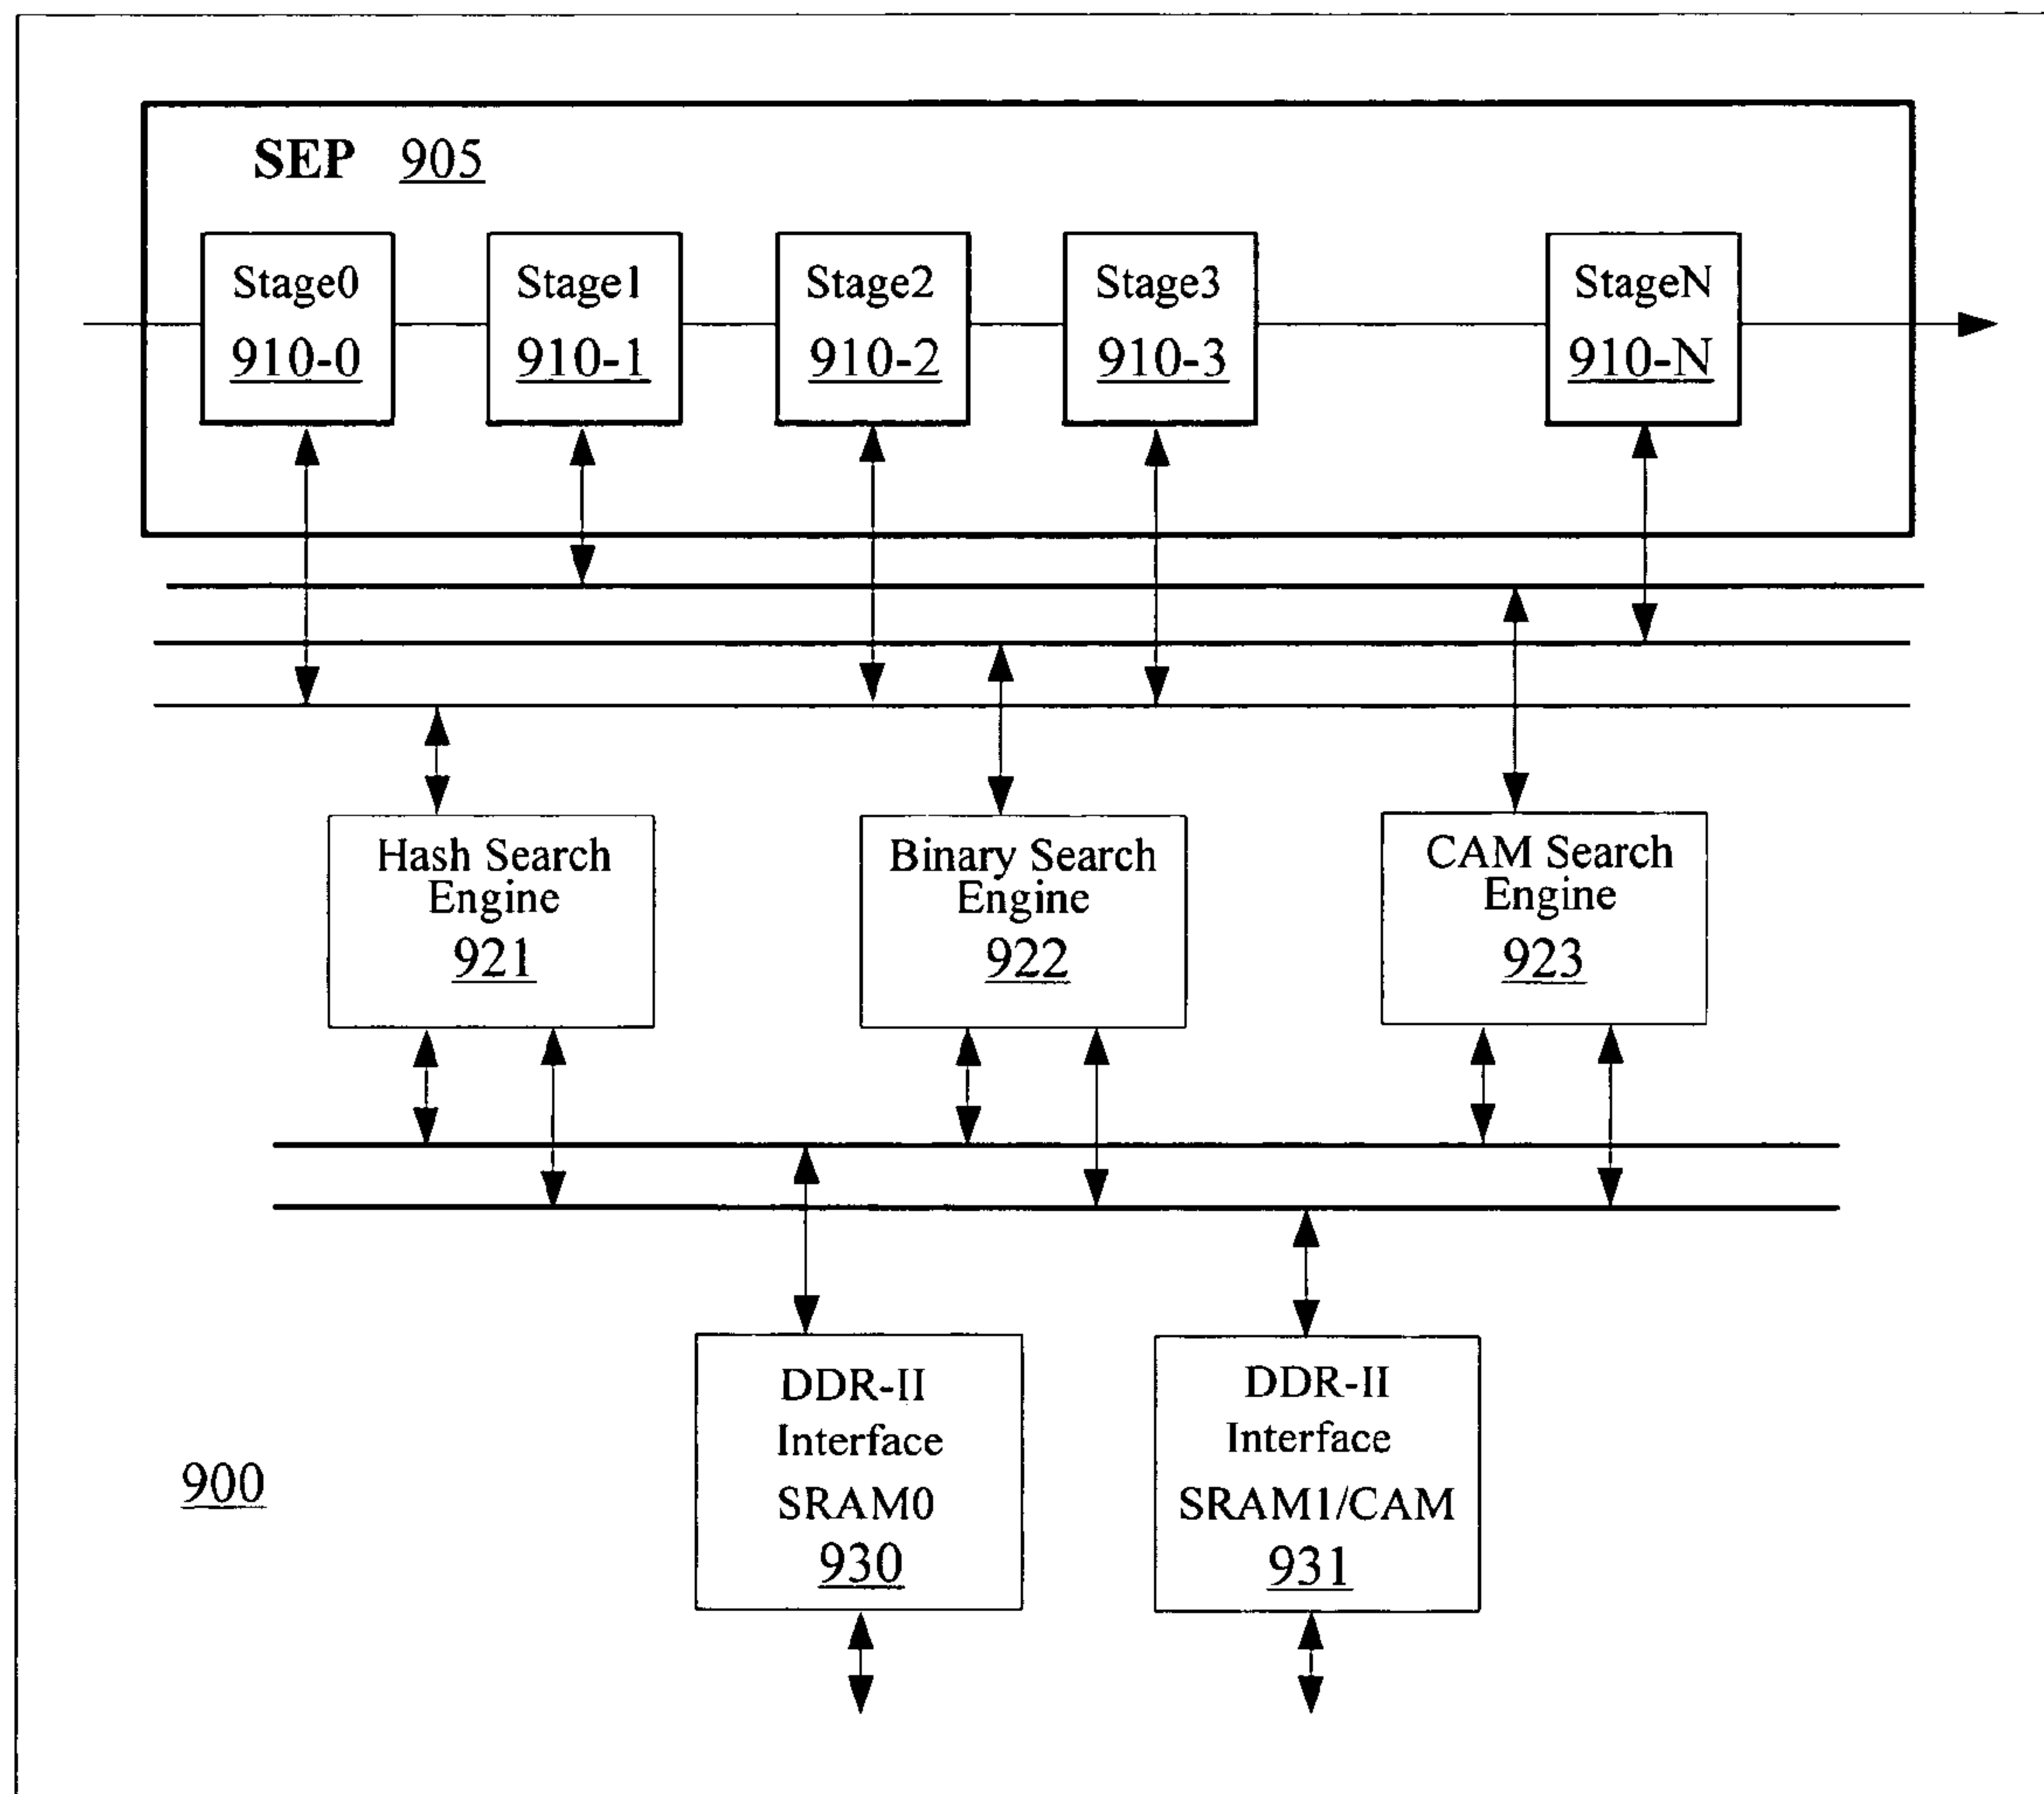 SEP 905
Stage0 Stage1 Stage2 Stage3 StageN
910-0 910-1 910-2 910-3 910-N
Hash Search
Engine
921
Binary Search
Engine
922
CAM Search
Engine
923
DDR-II
Interface
SRAM0
930
DDR-II
Interface
SRAM1/CAM
931
900